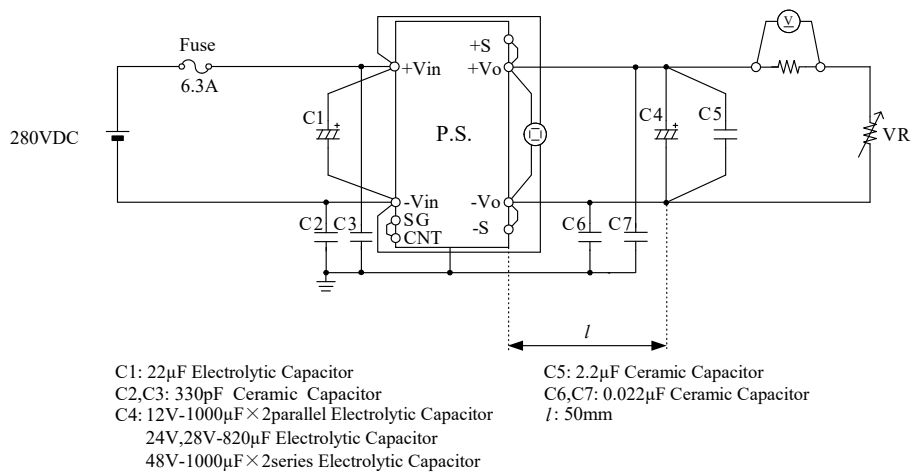 Fuse
6.3A
280VDC
C1
+
+Vin
-Vin
SG
CNT
P.S.
+S
+Vo
-Vo
-S
V
C4
+
C5
VR
C2
C3
C6
C7
l
C1: 22μF Electrolytic Capacitor
C2,C3: 330pF Ceramic Capacitor
C4: 12V-1000μF×2parallel Electrolytic Capacitor
24V,28V-820μF Electrolytic Capacitor
48V-1000μF×2series Electrolytic Capacitor
C5: 2.2μF Ceramic Capacitor
C6,C7: 0.022μF Ceramic Capacitor
l: 50mm